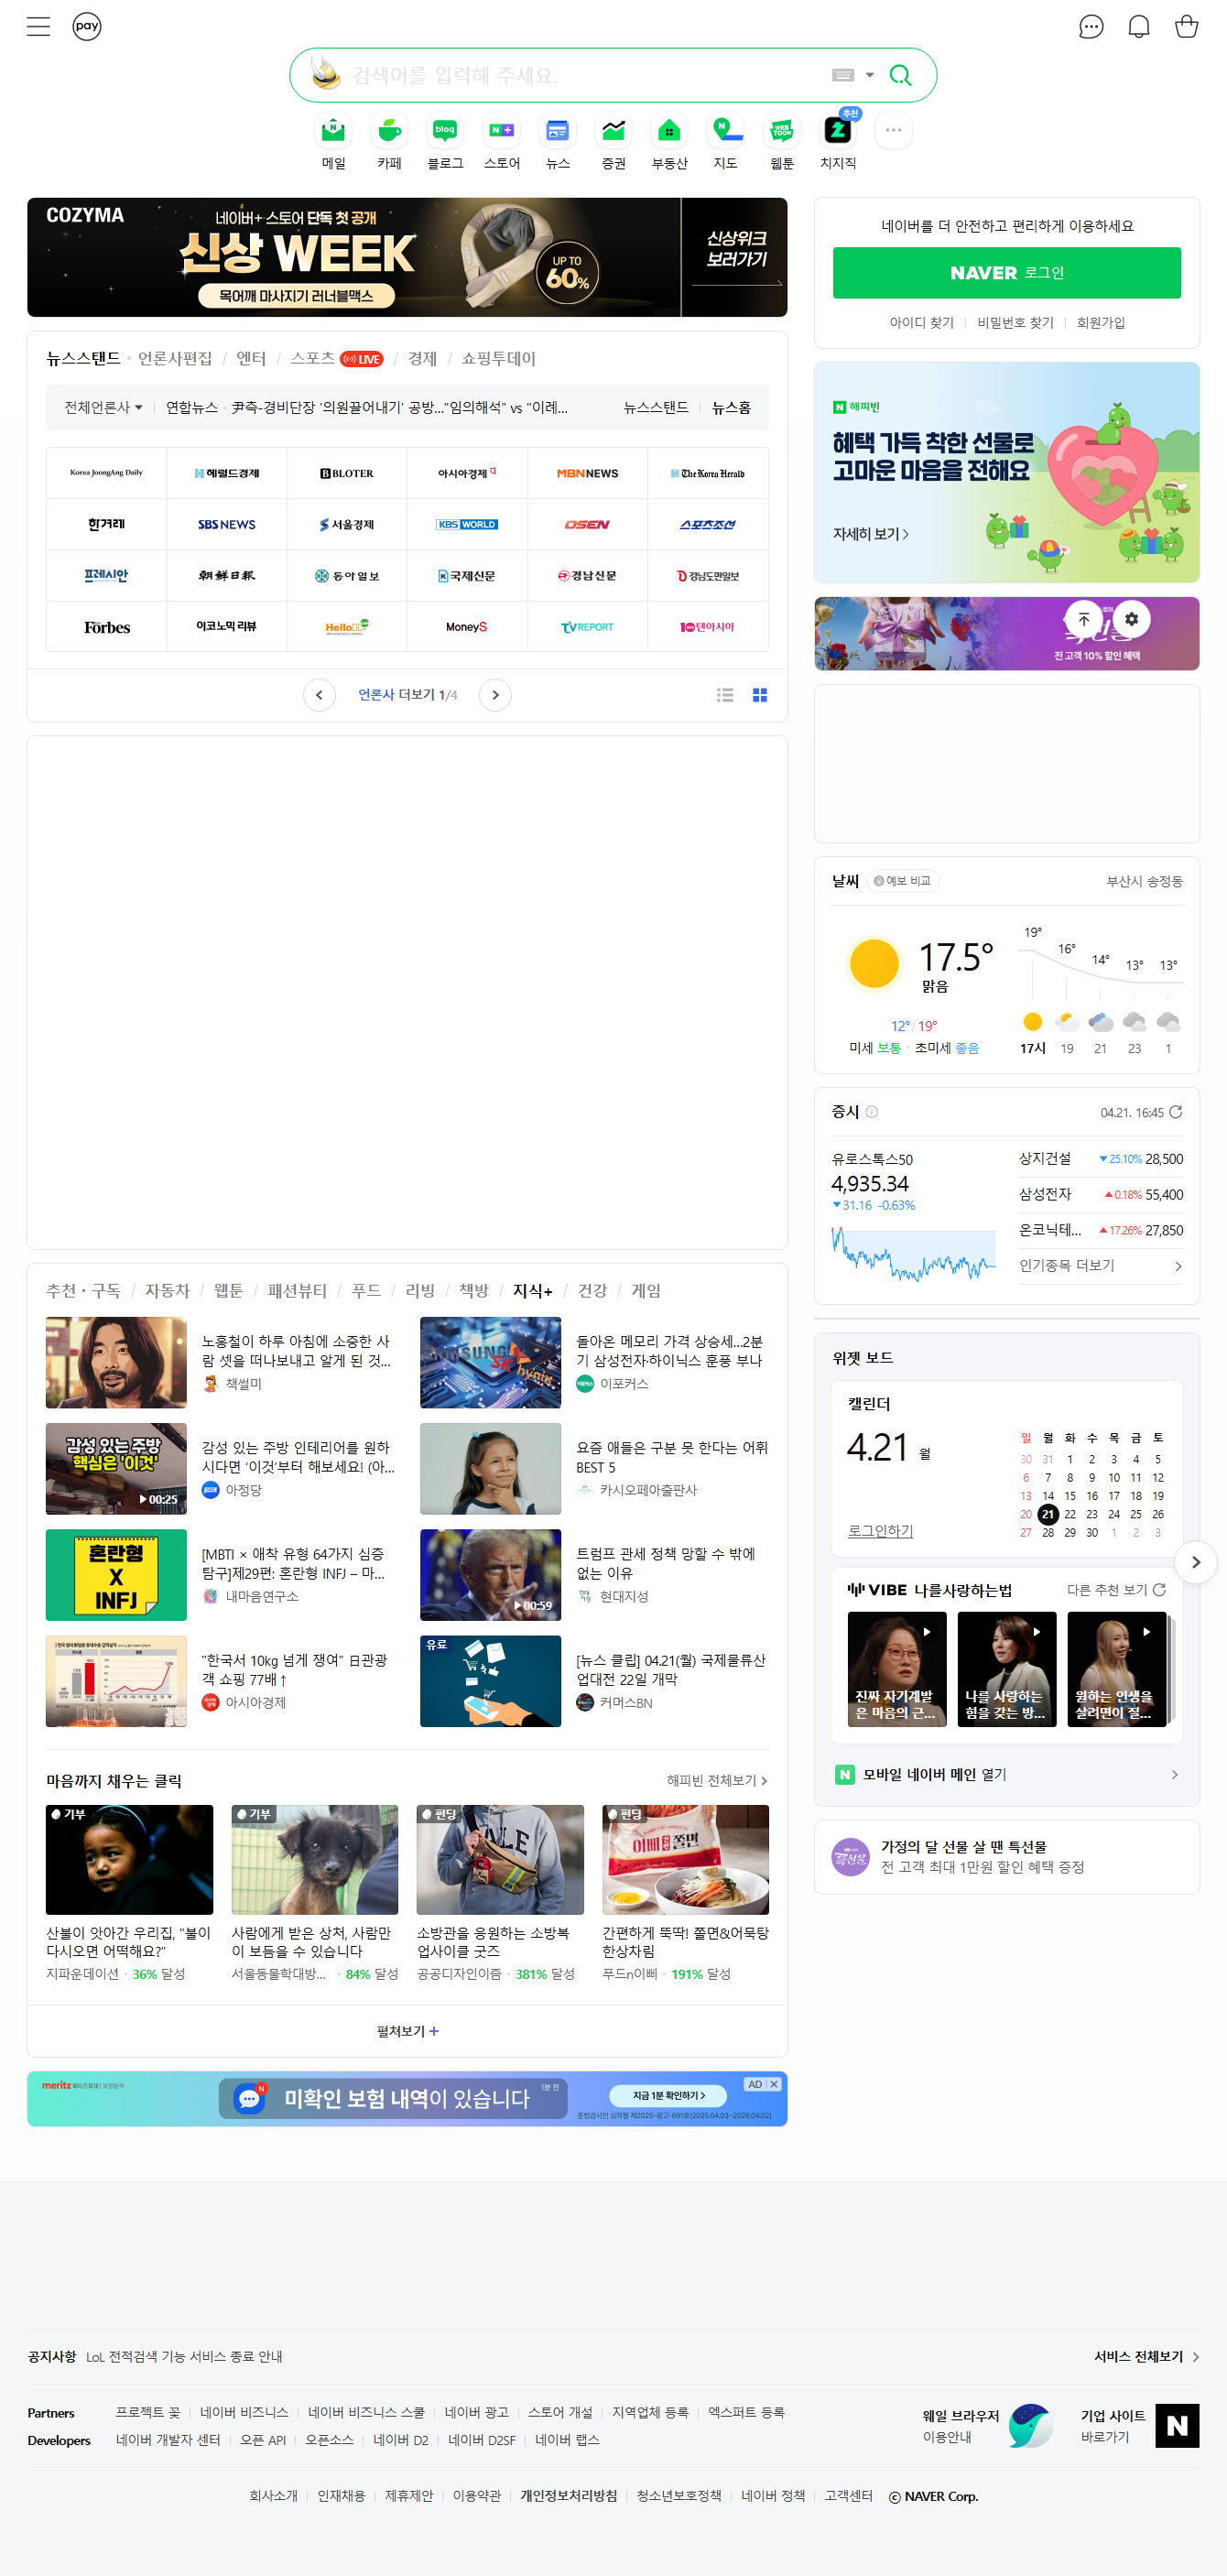 pay
검색어를 입력해 주세요.
추천
메일
카페
블로그
스토어
뉴스
증권
부동산
지도
웹툰
치지직
COZYMA
네이버+ 스토어 단독 첫 공개
신상 WEEK
목어깨 마사지기 러너블맥스
UP TO
60%
신상위크
보러가기
네이버를 더 안전하고 편리하게 이용하세요
NAVER 로그인
아이디 찾기
비밀번호 찾기
회원가입
뉴스스탠드 · 언론사편집 / 엔터 / 스포츠 LIVE / 경제 / 쇼핑투데이
전체언론사
연합뉴스 · 尹측-경비단장 '의원끌어내기' 공방..."임의해석" vs "이례...
뉴스스탠드
뉴스홈
Korea JoongAng Daily
헤럴드경제
BLOTER
아시아경제
MBN NEWS
The Korea Herald
한겨레
SBS NEWS
서울경제
KBS WORLD
OSEN
스포츠조선
프레시안
朝鮮日報
동아일보
국제신문
경남신문
경남도민일보
Forbes
이코노믹리뷰
HelloDD
MoneyS
TVREPORT
10텐아시아
언론사 더보기 1/4
해피빈
혜택 가득 착한 선물로
고마운 마음을 전해요
자세히 보기
전 고객 10% 할인 혜택
날씨
예보 비교
부산시 송정동
17.5°
맑음
12° / 19°
미세 보통 · 초미세 좋음
19°
16°
14°
13°
13°
17시
19
21
23
1
증시
04.21. 16:45
유로스톡스50
4,935.34
▼31.16 -0.63%
상지건설 ▼25.10% 28,500
삼성전자 ▲0.18% 55,400
온코닉테... ▲17.26% 27,850
인기종목 더보기
추천·구독 / 자동차 / 웹툰 / 패션뷰티 / 푸드 / 리빙 / 책방 / 지식+ / 건강 / 게임
노홍철이 하루 아침에 소중한 사
람 셋을 떠나보내고 알게 된 것...
책썰미
SAMSUNG
SK hynix
돌아온 메모리 가격 상승세...2분
기 삼성전자·하이닉스 훈풍 부나
이포커스
감성 있는 주방
핵심은 '이것'
00:25
감성 있는 주방 인테리어를 원하
시다면 '이것'부터 해보세요! (아...
아정당
요즘 애들은 구분 못 한다는 어휘
BEST 5
카시오페아출판사
혼란형
X
INFJ
[MBTI × 애착 유형 64가지 심층
탐구]제29편: 혼란형 INFJ – 마...
내마음연구소
00:59
트럼프 관세 정책 망할 수 밖에
없는 이유
현대지성
"한국서 10kg 넘게 쟁여" 日관광
객 쇼핑 77배↑
아시아경제
유료
[뉴스 클립] 04.21(월) 국제물류산
업대전 22일 개막
커머스BN
마음까지 채우는 클릭
해피빈 전체보기
기부
산불이 앗아간 우리집, "불이
다시오면 어떡해요?"
지파운데이션 · 36% 달성
기부
사람에게 받은 상처, 사람만
이 보듬을 수 있습니다
서울동물학대방... · 84% 달성
펀딩
소방관을 응원하는 소방복
업사이클 굿즈
공공디자인이즘 · 381% 달성
펀딩
이삐
쫄면
간편하게 뚝딱! 쫄면&어묵탕
한상차림
푸드n이삐 · 191% 달성
펼쳐보기 +
위젯 보드
캘린더
4.21 월
로그인하기
일 월 화 수 목 금 토
30 31 1 2 3 4 5
6 7 8 9 10 11 12
13 14 15 16 17 18 19
20 21 22 23 24 25 26
27 28 29 30 1 2 3
VIBE 나를사랑하는법
다른 추천 보기
진짜 자기계발
은 마음의 근...
나를 사랑하는
힘을 갖는 방...
원하는 인생을
살려면이 질...
모바일 네이버 메인 열기
가정의 달 선물 살 땐 특선물
전 고객 최대 1만원 할인 혜택 증정
meritz 메리츠화재 | 보험분석
N
미확인 보험 내역이 있습니다
1분 전
지금 1분 확인하기 >
준법감시인 심의필 제2025-광고-691호(2025.04.03~2026.04.02)
AD
공지사항 LoL 전적검색 기능 서비스 종료 안내
서비스 전체보기
Partners 프로젝트 꽃 네이버 비즈니스 네이버 비즈니스 스쿨 네이버 광고 스토어 개설 지역업체 등록 엑스퍼트 등록
Developers 네이버 개발자 센터 오픈 API 오픈소스 네이버 D2 네이버 D2SF 네이버 랩스
웨일 브라우저
이용안내
기업 사이트
바로가기
회사소개 인재채용 제휴제안 이용약관 개인정보처리방침 청소년보호정책 네이버 정책 고객센터 ⓒ NAVER Corp.